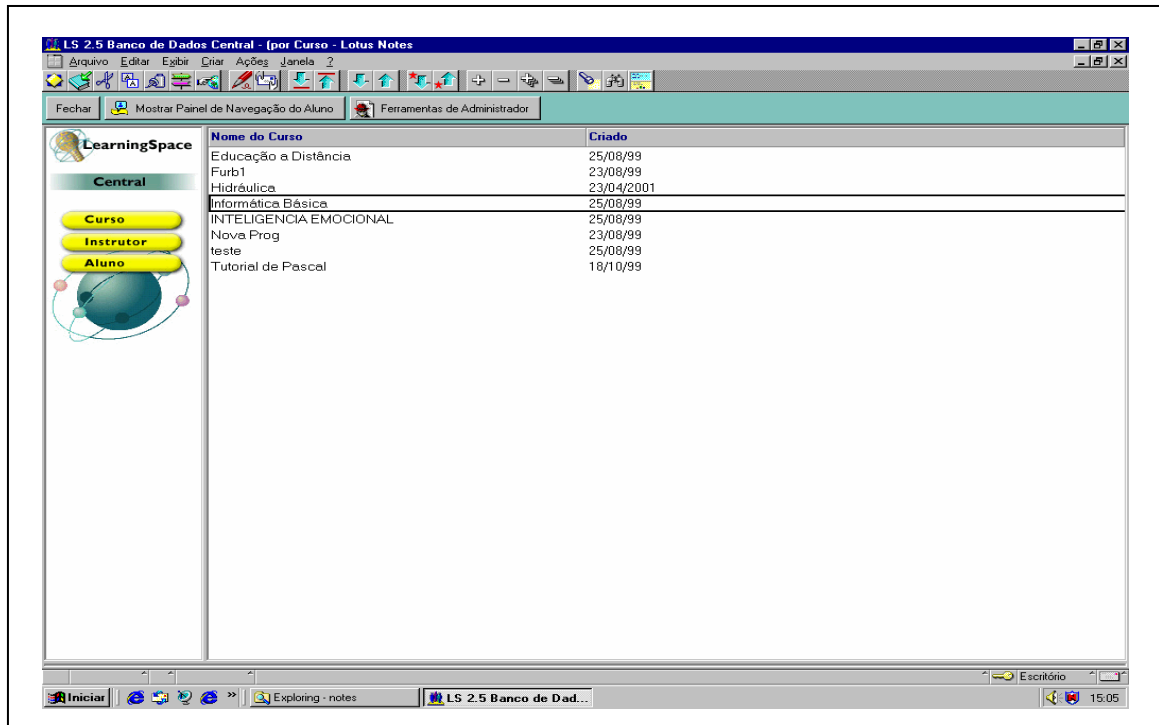 LS 2.5 Banco de Dados Central - (por Curso - Lotus Notes
Arquivo Editar Exibir Criar Ações Janela ?
Fechar Mostrar Painel de Navegação do Aluno Ferramentas de Administrador
LearningSpace
Central
Curso
Instrutor
Aluno
Nome do Curso Criado
Educação a Distância 25/08/99
Furb1 23/08/99
Hidráulica 23/04/2001
Informática Básica 25/08/99
INTELIGENCIA EMOCIONAL 25/08/99
Nova Prog 23/08/99
teste 25/08/99
Tutorial de Pascal 18/10/99
Escritório
Iniciar » Exploring - notes LS 2.5 Banco de Dad... 15:05